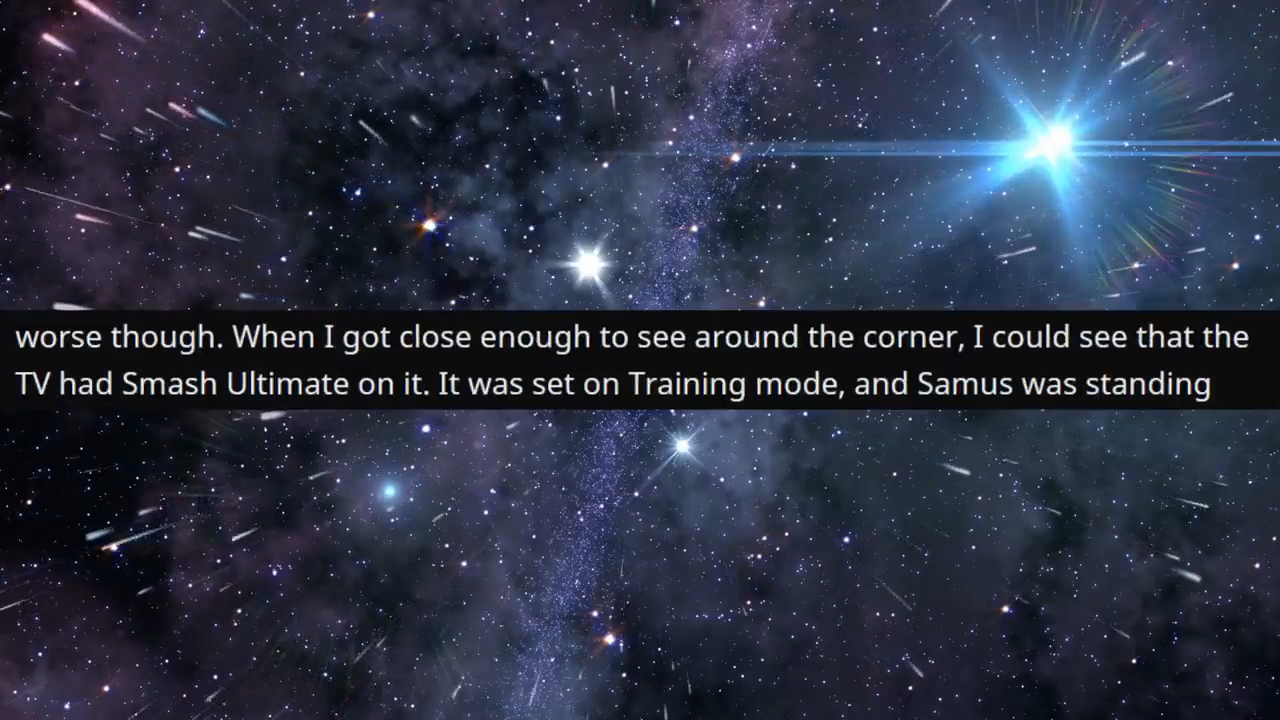 worse though. When I got close enough to see around the corner, I could see that the
TV had Smash Ultimate on it. It was set on Training mode, and Samus was standing